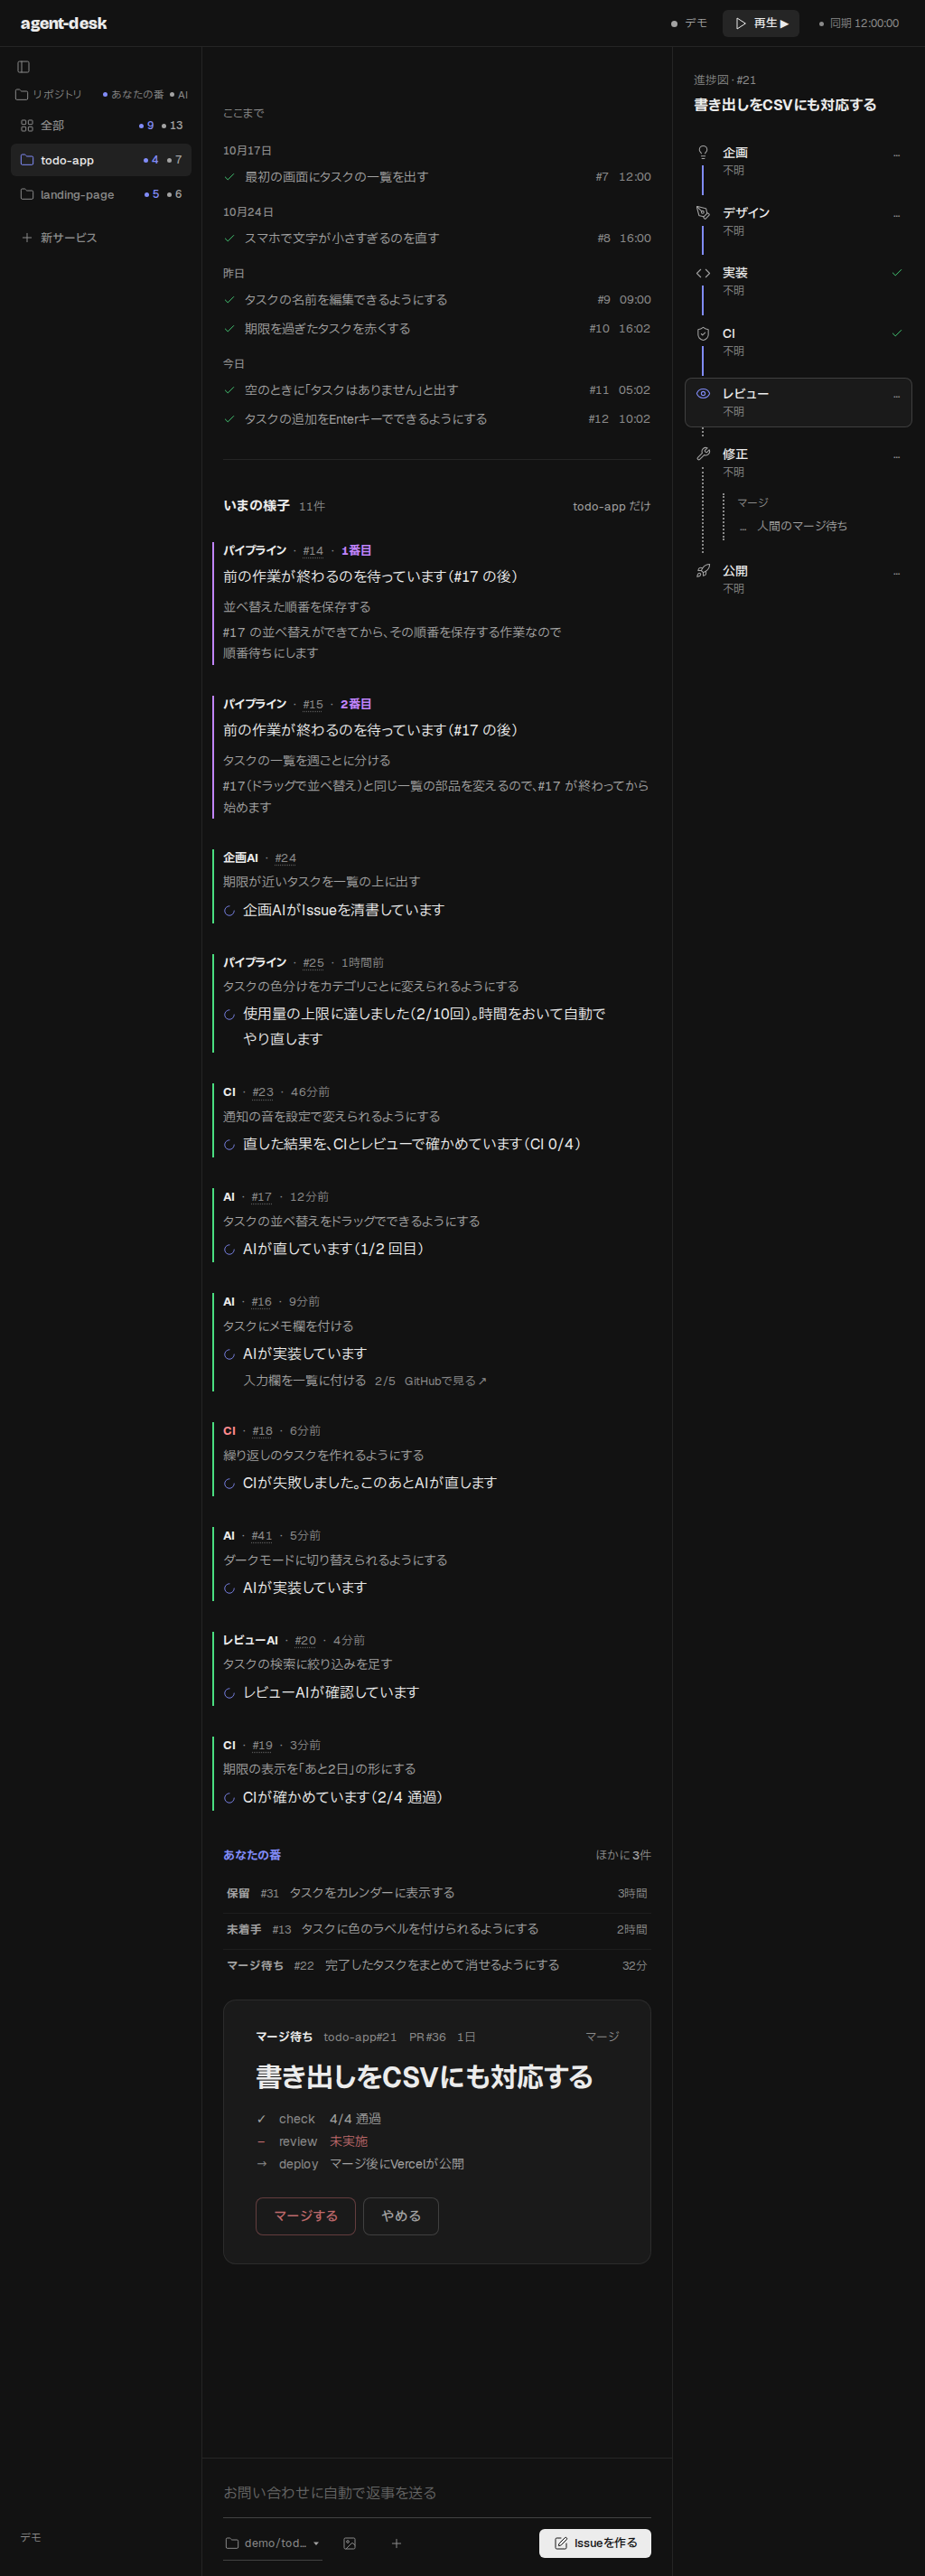 agent-desk
デモ
再生 ▶
同期 12:00:00
リポジトリ
あなたの番
AI
全部 9 13
todo-app 4 7
landing-page 5 6
新サービス
デモ
ここまで
10月17日
最初の画面にタスクの一覧を出す #7 12:00
10月24日
スマホで文字が小さすぎるのを直す #8 16:00
昨日
タスクの名前を編集できるようにする #9 09:00
期限を過ぎたタスクを赤くする #10 16:02
今日
空のときに「タスクはありません」と出す #11 05:02
タスクの追加をEnterキーでできるようにする #12 10:02
いまの様子 11件 todo-app だけ
パイプライン · #14 · 1番目
前の作業が終わるのを待っています(#17 の後)
並べ替えた順番を保存する
#17 の並べ替えができてから、その順番を保存する作業なので
順番待ちにします
パイプライン · #15 · 2番目
前の作業が終わるのを待っています(#17 の後)
タスクの一覧を週ごとに分ける
#17(ドラッグで並べ替え)と同じ一覧の部品を変えるので、#17 が終わってから
始めます
企画AI · #24
期限が近いタスクを一覧の上に出す
企画AIがIssueを清書しています
パイプライン · #25 · 1時間前
タスクの色分けをカテゴリごとに変えられるようにする
使用量の上限に達しました(2/10回)。時間をおいて自動で
やり直します
CI · #23 · 46分前
通知の音を設定で変えられるようにする
直した結果を、CIとレビューで確かめています(CI 0/4)
AI · #17 · 12分前
タスクの並べ替えをドラッグでできるようにする
AIが直しています(1/2 回目)
AI · #16 · 9分前
タスクにメモ欄を付ける
AIが実装しています
入力欄を一覧に付ける 2/5 GitHubで見る ↗
CI · #18 · 6分前
繰り返しのタスクを作れるようにする
CIが失敗しました。このあとAIが直します
AI · #41 · 5分前
ダークモードに切り替えられるようにする
AIが実装しています
レビューAI · #20 · 4分前
タスクの検索に絞り込みを足す
レビューAIが確認しています
CI · #19 · 3分前
期限の表示を「あと2日」の形にする
CIが確かめています(2/4 通過)
あなたの番 ほかに 3件
保留 #31 タスクをカレンダーに表示する 3時間
未着手 #13 タスクに色のラベルを付けられるようにする 2時間
マージ待ち #22 完了したタスクをまとめて消せるようにする 32分
マージ待ち todo-app#21 PR #36 1日 マージ
書き出しをCSVにも対応する
✓ check 4/4 通過
– review 未実施
→ deploy マージ後にVercelが公開
マージする
やめる
お問い合わせに自動で返事を送る
demo/tod…
Issueを作る
進捗図 · #21
書き出しをCSVにも対応する
企画 …
不明
デザイン …
不明
実装
不明
CI
不明
レビュー …
不明
修正 …
不明
マージ
… 人間のマージ待ち
公開 …
不明